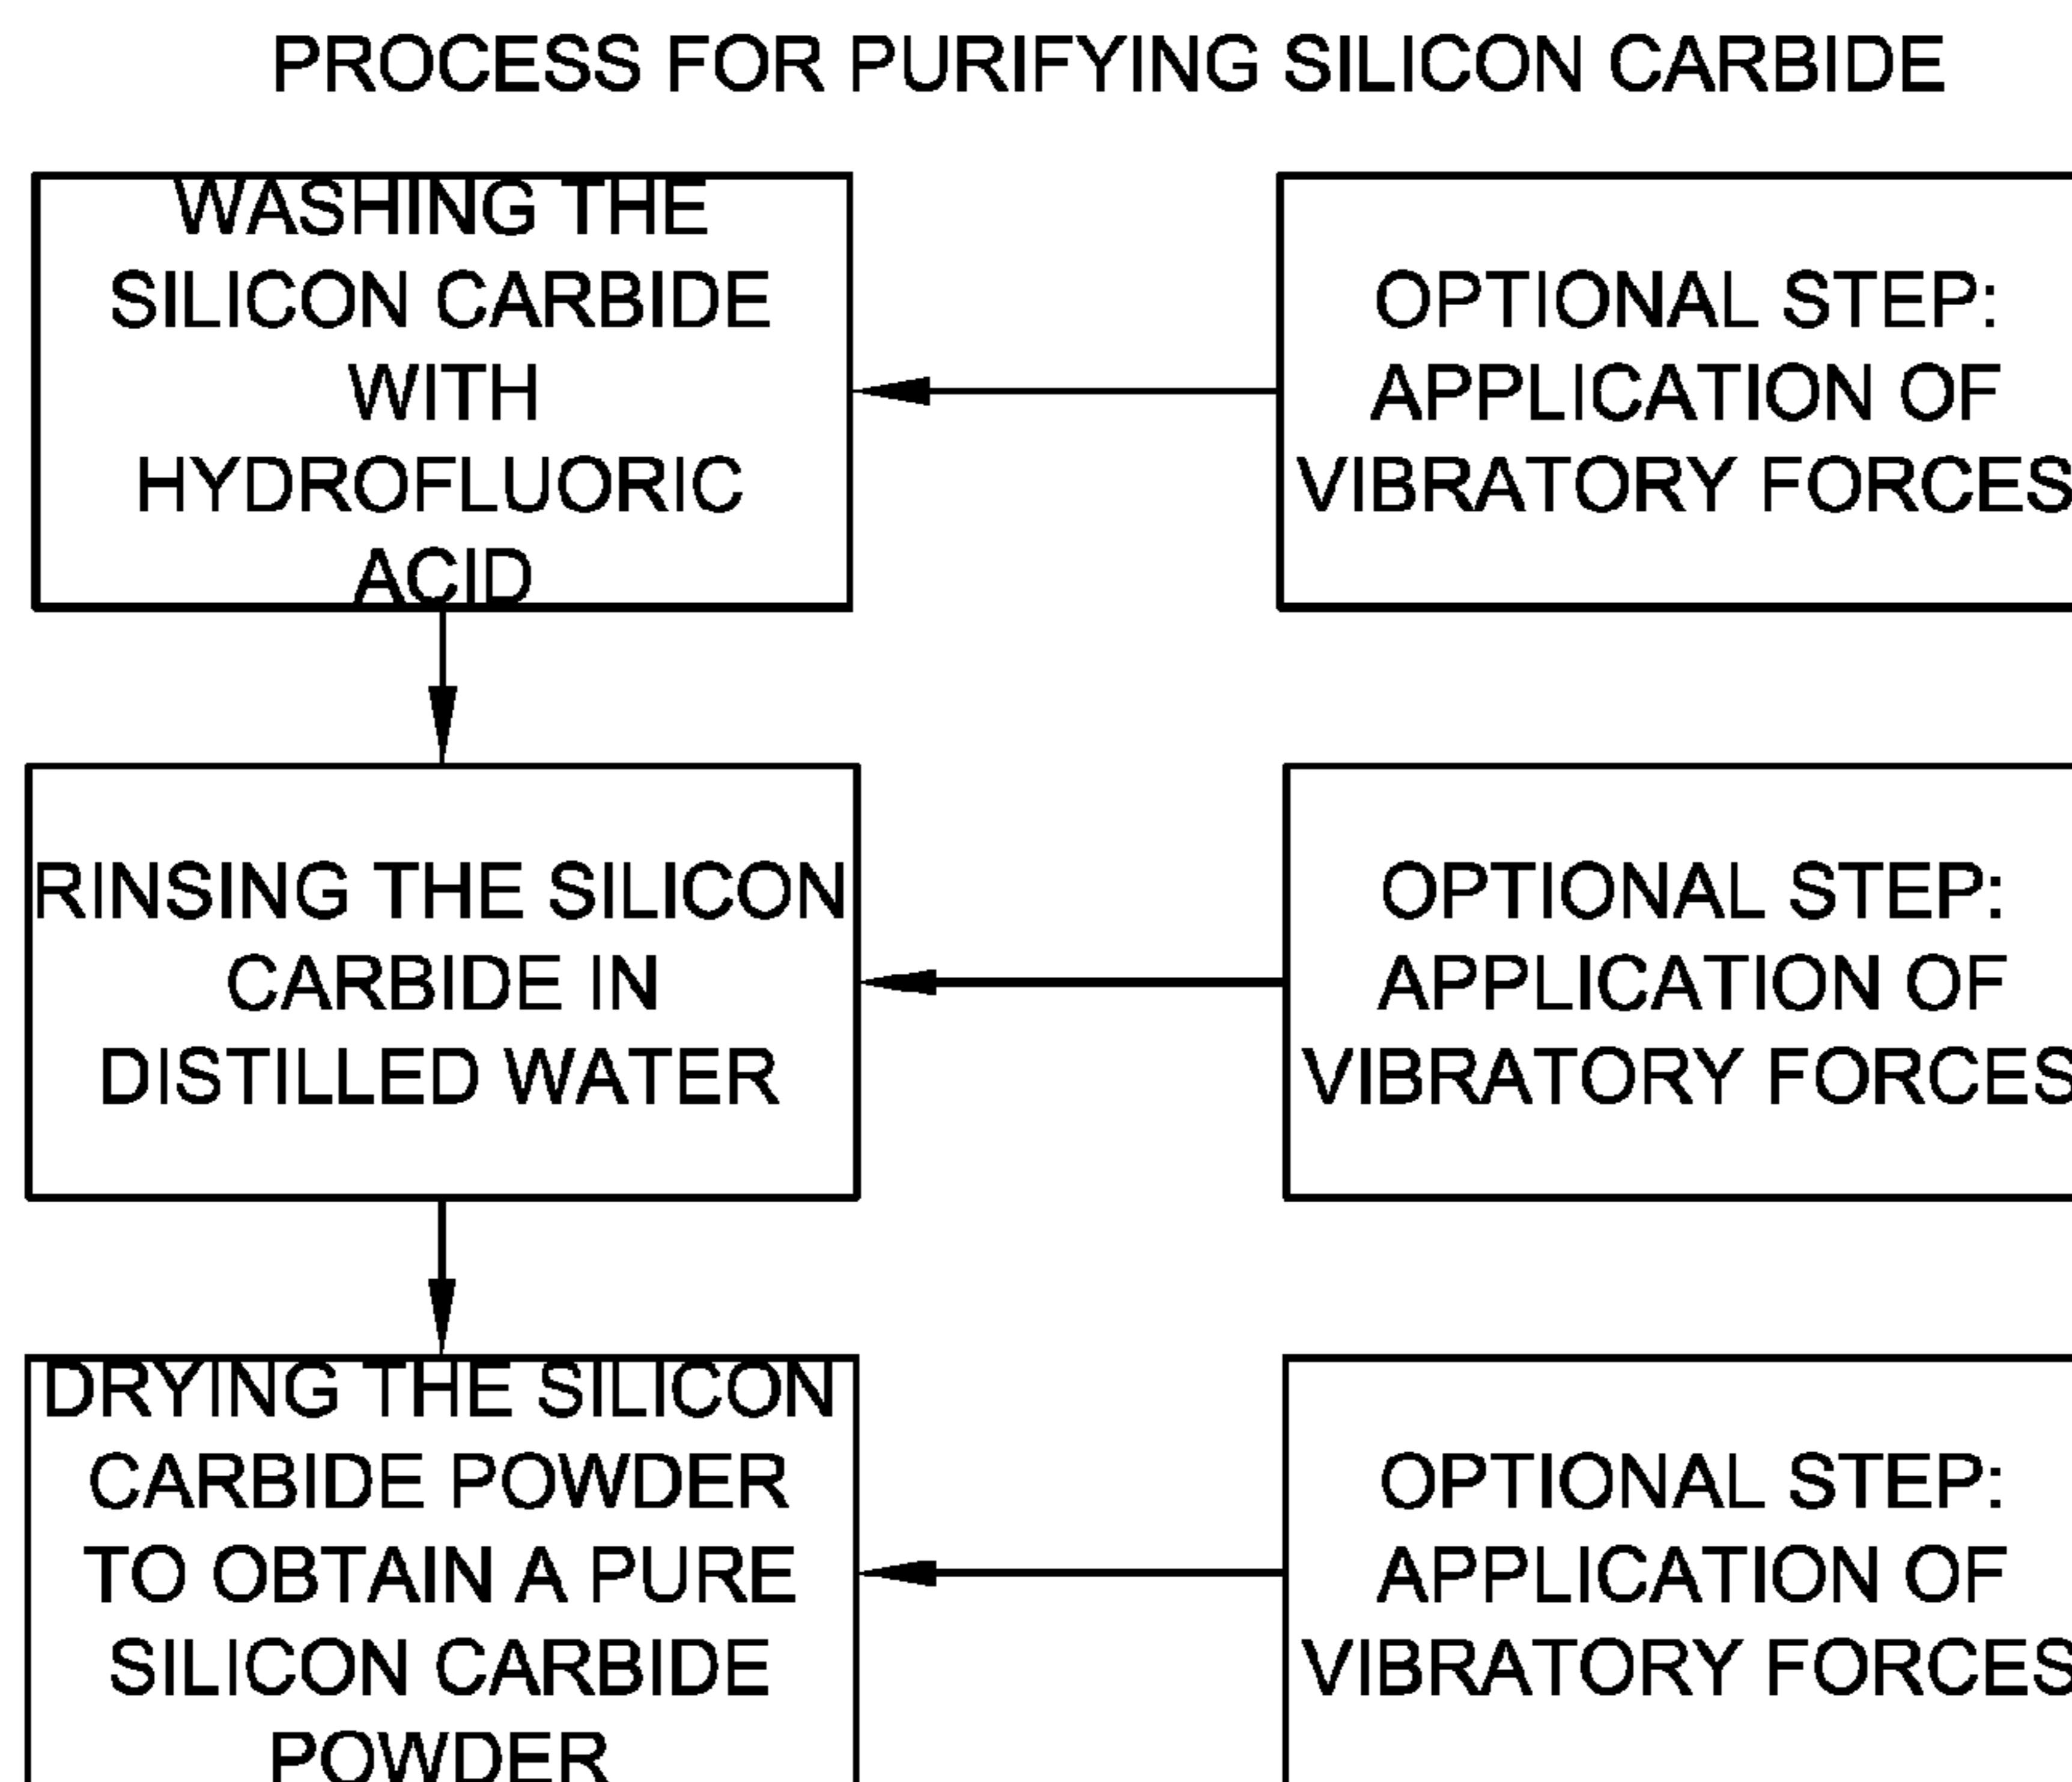 PROCESS FOR PURIFYING SILICON CARBIDE
WASHING THE
SILICON CARBIDE
WITH
HYDROFLUORIC
ACID
OPTIONAL STEP:
APPLICATION OF
VIBRATORY FORCES
RINSING THE SILICON
CARBIDE IN
DISTILLED WATER
OPTIONAL STEP:
APPLICATION OF
VIBRATORY FORCES
DRYING THE SILICON
CARBIDE POWDER
TO OBTAIN A PURE
SILICON CARBIDE
POWDER
OPTIONAL STEP:
APPLICATION OF
VIBRATORY FORCES